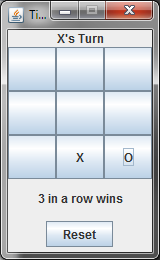 Ti...
X's Turn
X O
3 in a row wins
Reset